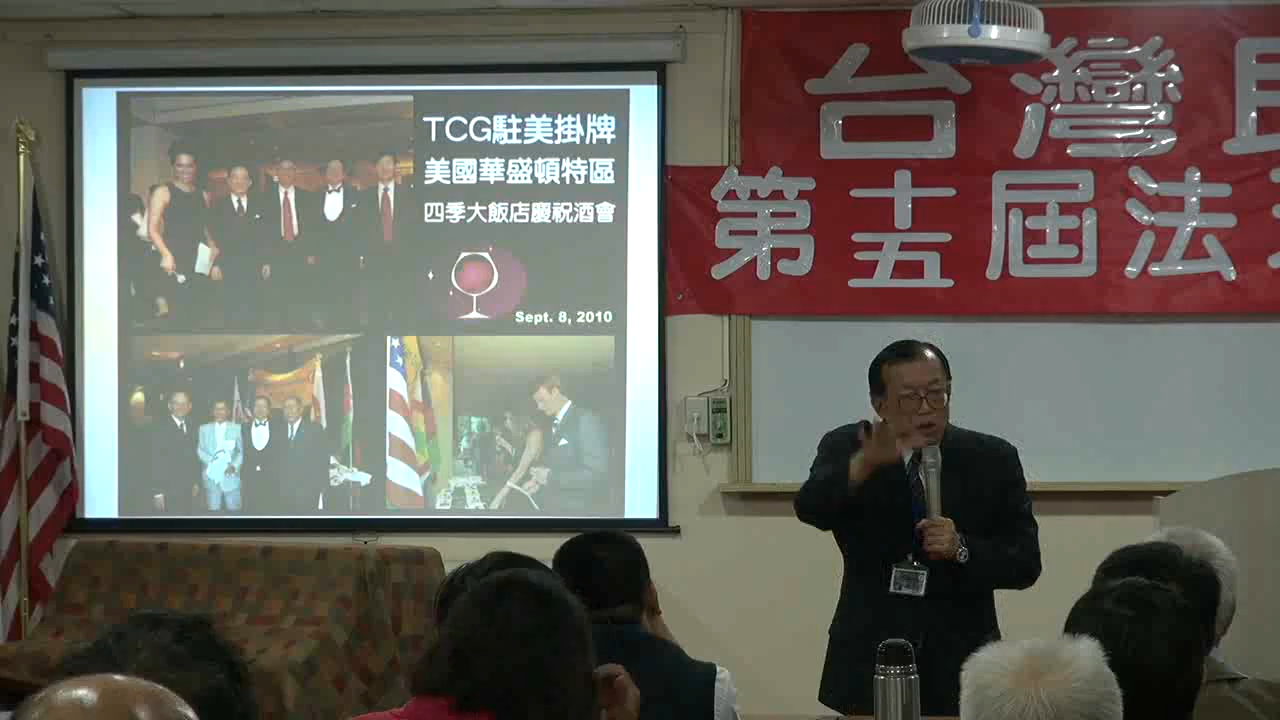 TCG駐美掛牌
美國華盛頓特區
四季大飯店慶祝酒會
Sept. 8, 2010
台灣
第十五屆法